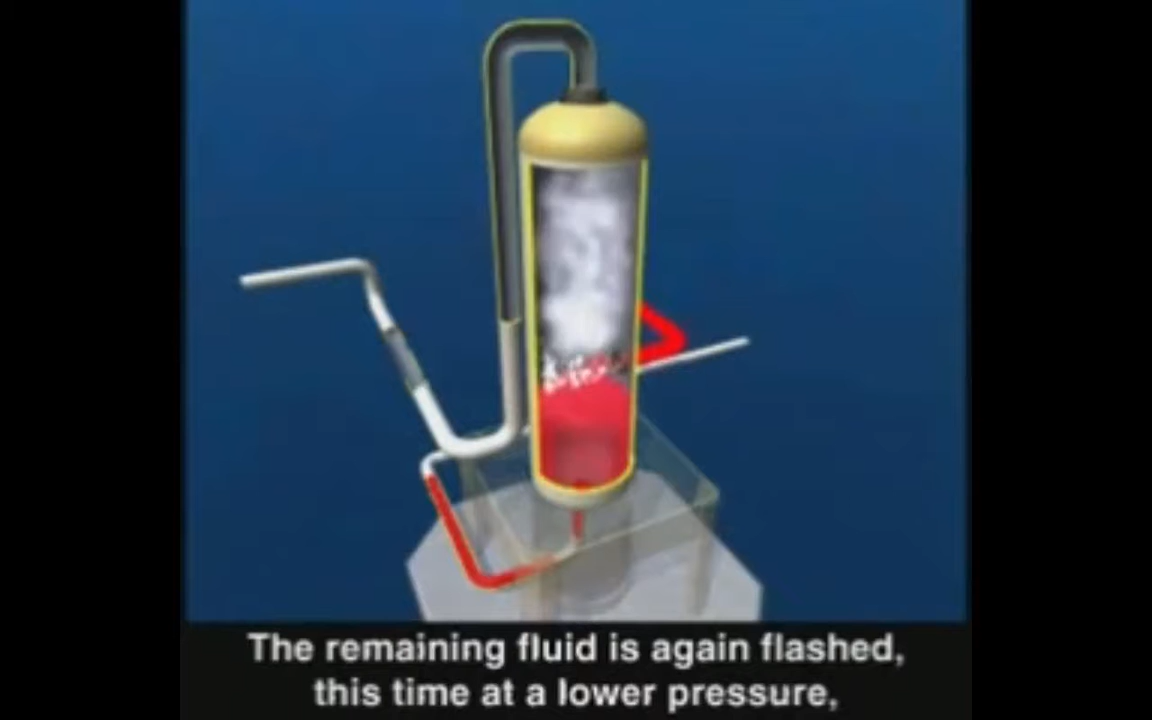 The remaining fluid is again flashed,
this time at a lower pressure,